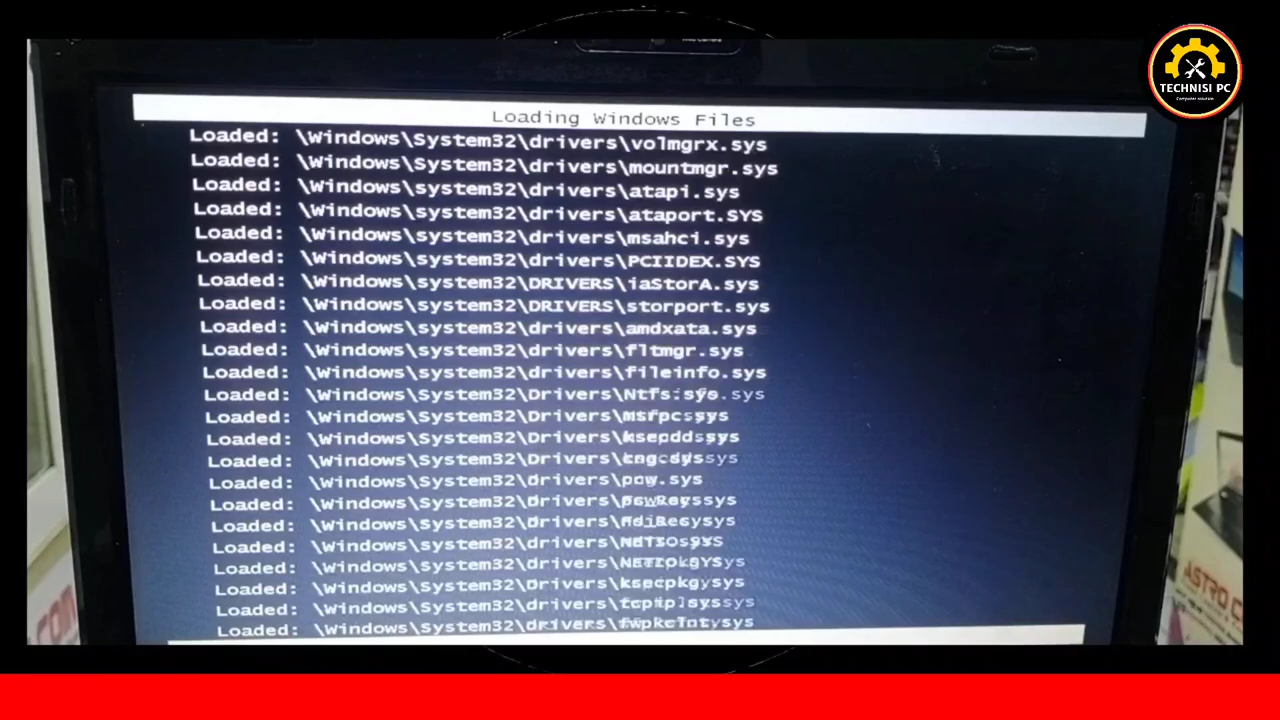 TECHNISI PC
Computer solution
Loading Windows Files
Loaded: \Windows\System32\drivers\volmgrx.sys
Loaded: \Windows\System32\drivers\mountmgr.sys
Loaded: \Windows\system32\drivers\atapi.sys
Loaded: \Windows\system32\drivers\ataport.SYS
Loaded: \Windows\system32\drivers\msahci.sys
Loaded: \Windows\system32\drivers\PCIIDEX.SYS
Loaded: \Windows\system32\DRIVERS\iaStorA.sys
Loaded: \Windows\system32\DRIVERS\storport.sys
Loaded: \Windows\system32\drivers\amdxata.sys
Loaded: \Windows\system32\drivers\fltmgr.sys
Loaded: \Windows\system32\drivers\fileinfo.sys
Loaded: \Windows\System32\Drivers\
Loaded: \Windows\System32\Drivers\
Loaded: \Windows\System32\Drivers\
Loaded: \Windows\System32\Drivers\
Loaded: \Windows\System32\Drivers\pcw.sys
Loaded: \Windows\System32\
Loaded: \Windows\System32\
Loaded: \Windows\system32\drivers\
Loaded: \Windows\system32\drivers\
Loaded: \Windows\System32\
Loaded: \Windows\System32\drivers\
Loaded: \Windows\System32\drivers\
ASTRO
COM